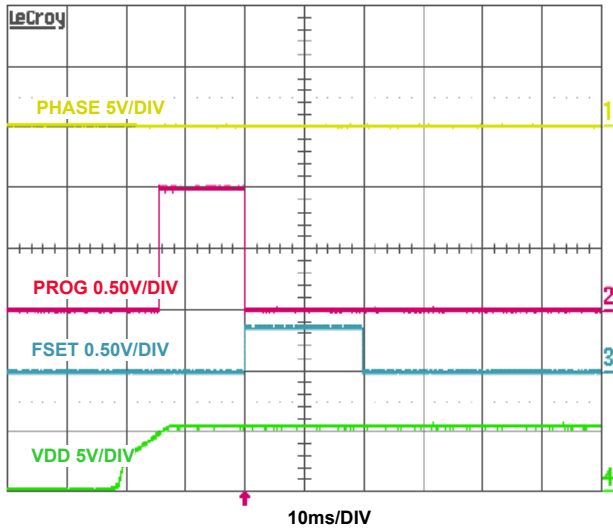 LeCroy
PHASE 5V/DIV
1
PROG 0.50V/DIV
2
FSET 0.50V/DIV
3
VDD 5V/DIV
4
10ms/DIV